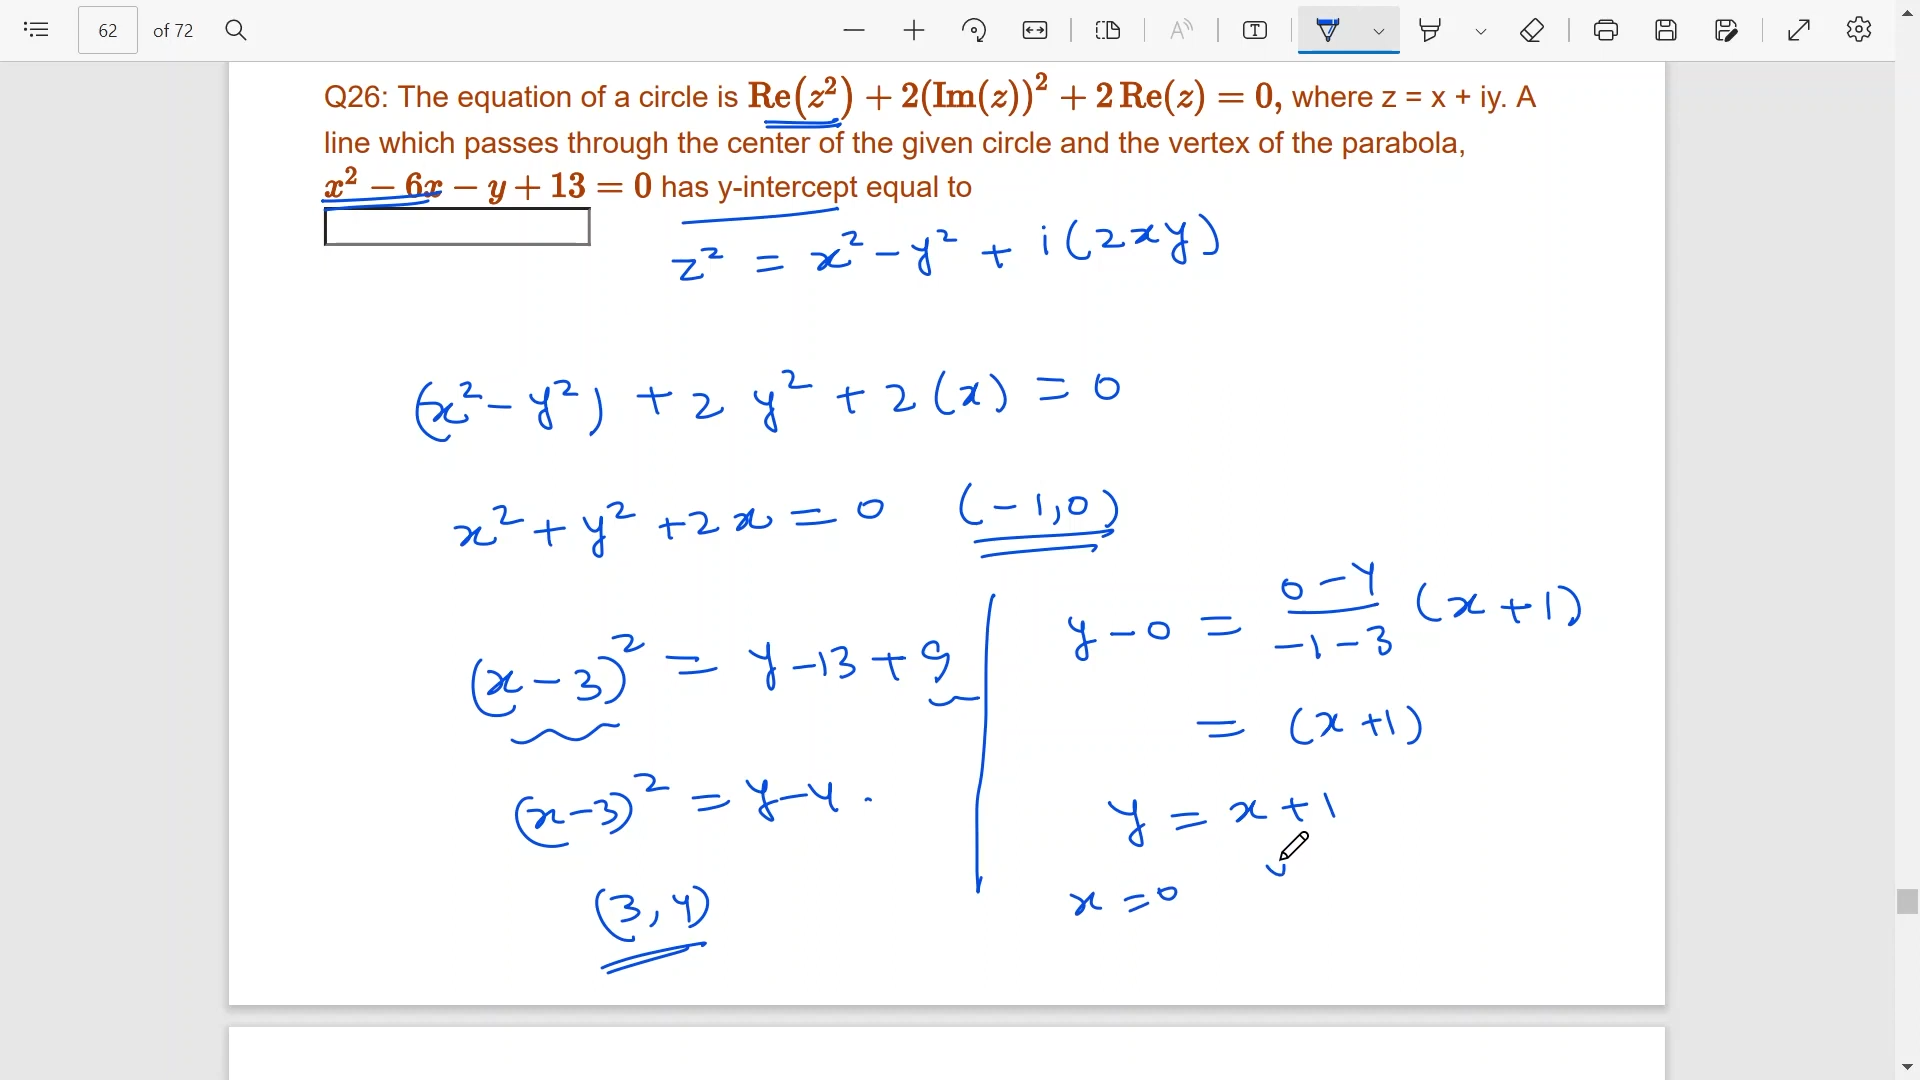 62 of 72
Q26: The equation of a circle is Re(z²) + 2(Im(z))² + 2 Re(z) = 0, where z = x + iy. A
line which passes through the center of the given circle and the vertex of the parabola,
x² − 6x − y + 13 = 0 has y-intercept equal to
z² = x² − y² + i(2xy)
(x² − y²) + 2 y² + 2(x) = 0
x² + y² + 2x = 0 (−1,0)
(x − 3)² = y − 13 + 9
(x − 3)² = y − 4 .
(3, 4)
y − 0 = (0 − 4)/(−1 − 3) (x + 1)
= (x + 1)
y = x + 1
x = 0